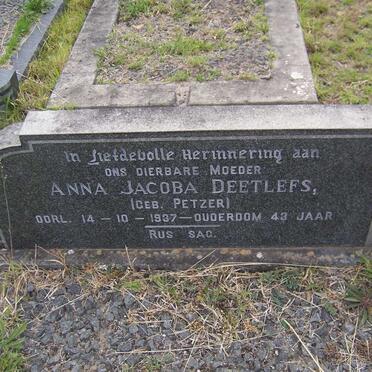 In Liefdevolle Herinnering aan
ons dierbare Moeder
ANNA JACOBA DEETLEFS,
(GEB. PETZER)
OORL. 14-10-1937-OUDERDOM 43 JAAR
RUS SAG.